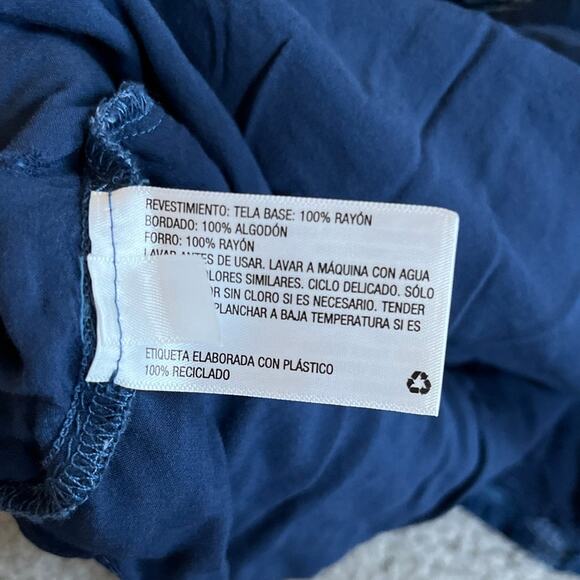 REVESTIMIENTO: TELA BASE: 100% RAYÓN
BORDADO: 100% ALGODÓN
FORRO: 100% RAYÓN
LAVAR ANTES DE USAR. LAVAR A MÁQUINA CON AGUA
SIMILARES. CICLO DELICADO. SÓLO
SIN CLORO SI ES NECESARIO. TENDER
PLANCHAR A BAJA TEMPERATURA SI ES
ETIQUETA ELABORADA CON PLÁSTICO
100% RECICLADO